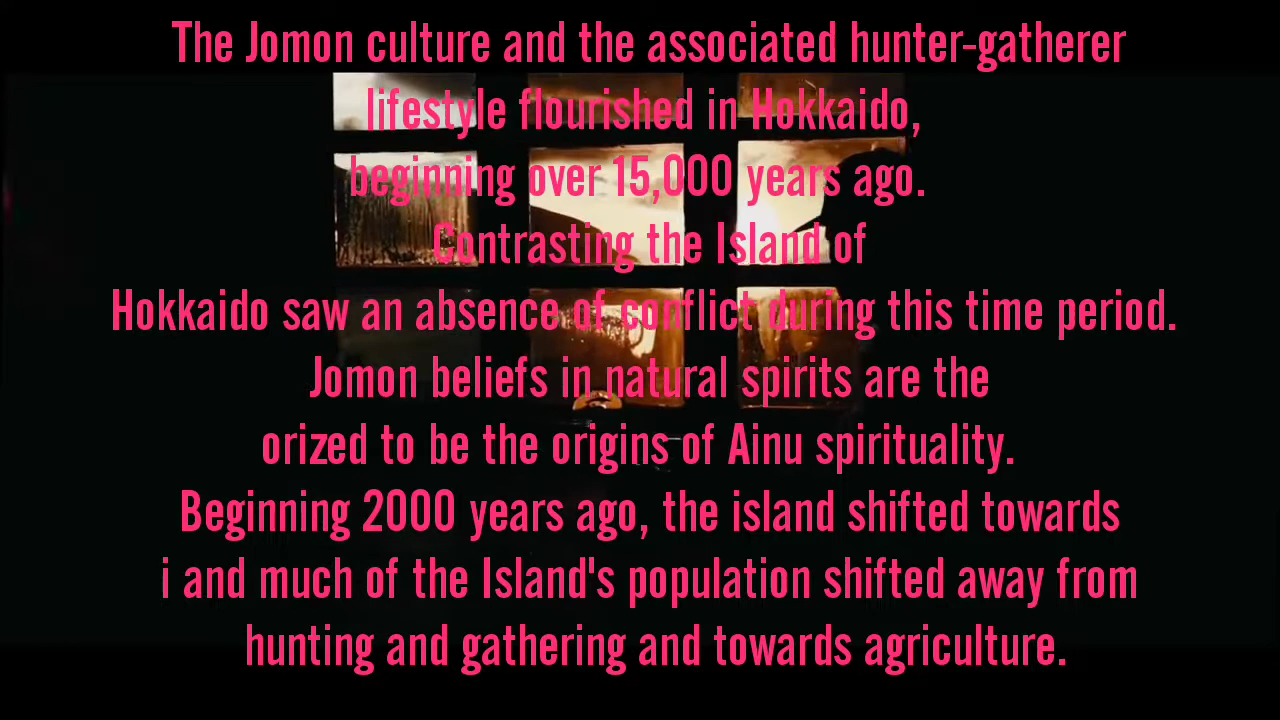 The Jomon culture and the associated hunter-gatherer
lifestyle flourished in Hokkaido,
beginning over 15,000 years ago.
Contrasting the Island of
Hokkaido saw an absence of conflict during this time period.
Jomon beliefs in natural spirits are the
orized to be the origins of Ainu spirituality.
Beginning 2000 years ago, the island shifted towards
i and much of the Island's population shifted away from
hunting and gathering and towards agriculture.